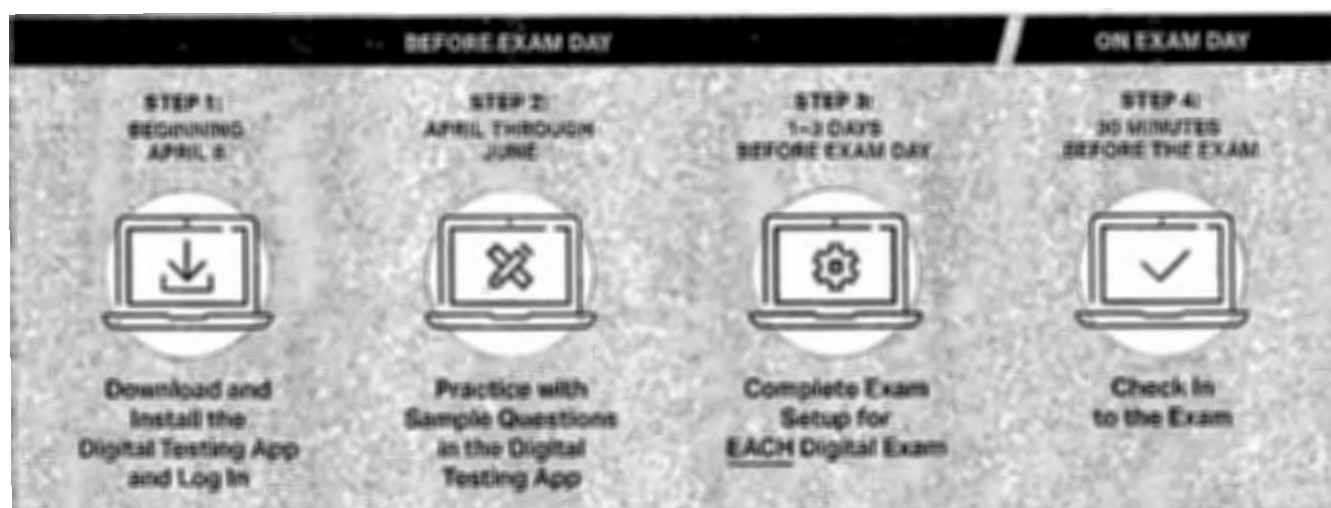 BEFORE EXAM DAY
ON EXAM DAY
STEP 1:
BEGINNING
APRIL
STEP 2:
APRIL THROUGH
JUNE
STEP 3:
1–3 DAYS
BEFORE EXAM DAY
STEP 4:
30 MINUTES
BEFORE THE EXAM
Download and
Install the
Digital Testing App
and Log In
Practice with
Sample Questions
in the Digital
Testing App
Complete Exam
Setup for
EACH Digital Exam
Check In
to the Exam